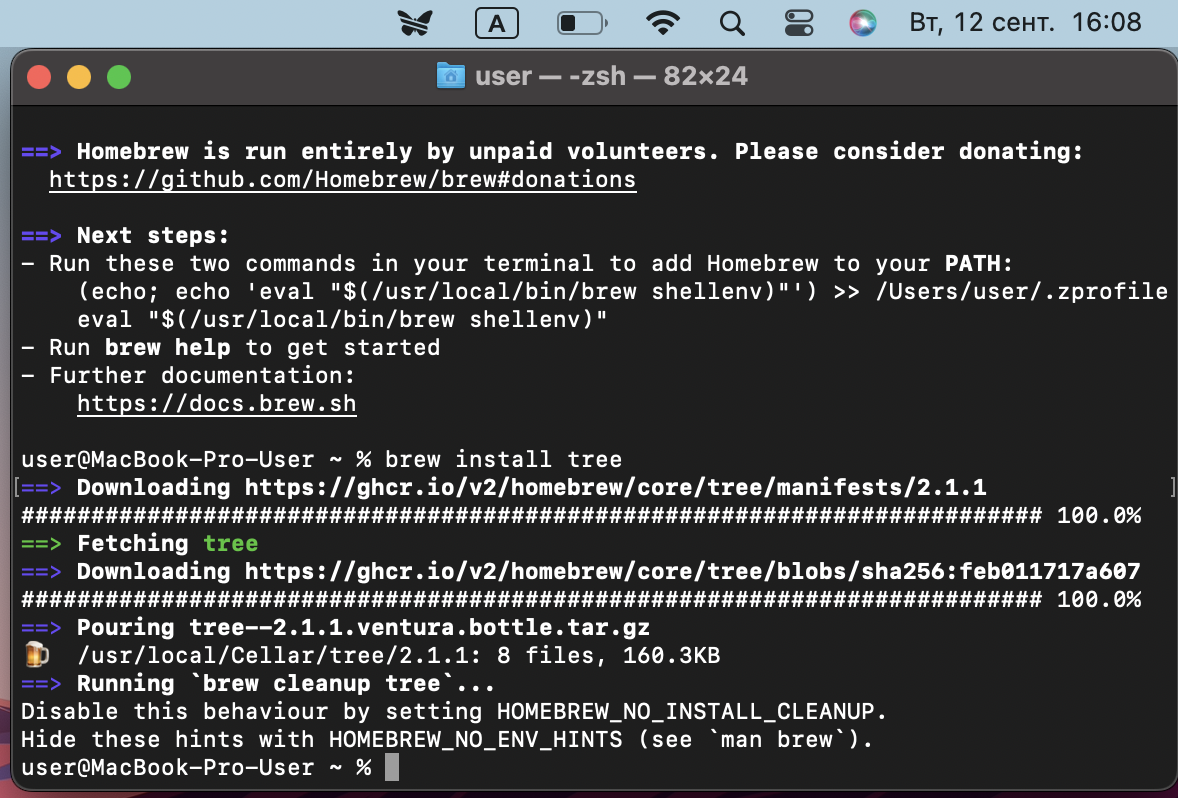 A
Вт, 12 сент. 16:08
user — -zsh — 82×24
==> Homebrew is run entirely by unpaid volunteers. Please consider donating:
  https://github.com/Homebrew/brew#donations
==> Next steps:
- Run these two commands in your terminal to add Homebrew to your PATH:
    (echo; echo 'eval "$(/usr/local/bin/brew shellenv)"') >> /Users/user/.zprofile
    eval "$(/usr/local/bin/brew shellenv)"
- Run brew help to get started
- Further documentation:
    https://docs.brew.sh
user@MacBook-Pro-User ~ % brew install tree
[==> Downloading https://ghcr.io/v2/homebrew/core/tree/manifests/2.1.1 ]
######################################################################### 100.0%
==> Fetching tree
==> Downloading https://ghcr.io/v2/homebrew/core/tree/blobs/sha256:feb011717a607
######################################################################### 100.0%
==> Pouring tree--2.1.1.ventura.bottle.tar.gz
🍺  /usr/local/Cellar/tree/2.1.1: 8 files, 160.3KB
==> Running `brew cleanup tree`...
Disable this behaviour by setting HOMEBREW_NO_INSTALL_CLEANUP.
Hide these hints with HOMEBREW_NO_ENV_HINTS (see `man brew`).
user@MacBook-Pro-User ~ %